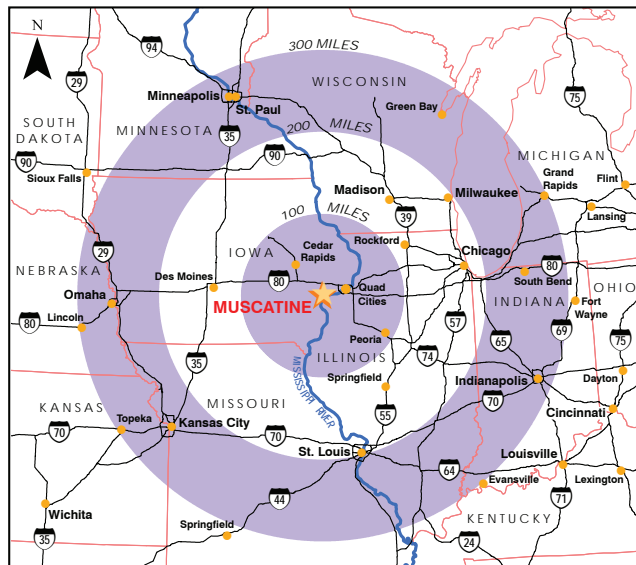 N
300 MILES
94
WISCONSIN
29
75
Minneapolis
St. Paul
Green Bay
SOUTH
DAKOTA
MINNESOTA
35
200 MILES
90
90
MICHIGAN
Sioux Falls
Grand
Rapids
Flint
Madison
Milwaukee
Lansing
100 MILES
39
29
IOWA
Cedar
Rapids
Rockford
Chicago
NEBRASKA
Des Moines
80
Quad
Cities
80
South Bend
OHIO
Omaha
MUSCATINE
INDIANA
Fort
Wayne
Lincoln
80
Peoria
57
65
69
75
ILLINOIS
74
35
Springfield
Indianapolis
Dayton
MISSISSIPPI RIVER
KANSAS
MISSOURI
55
70
Cincinnati
Topeka
Kansas City
70
70
St. Louis
64
Louisville
Evansville
Lexington
44
71
Wichita
Springfield
KENTUCKY
35
24